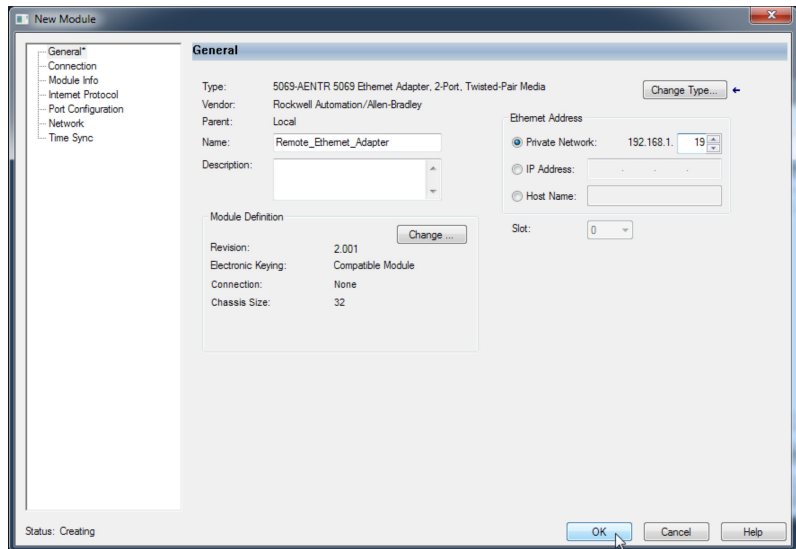 New Module
General*
Connection
Module Info
Internet Protocol
Port Configuration
Network
Time Sync
General
Type: 5069-AENTR 5069 Ethernet Adapter, 2-Port, Twisted-Pair Media
Change Type...
Vendor: Rockwell Automation/Allen-Bradley
Parent: Local
Name: Remote_Ethernet_Adapter
Description:
Ethernet Address
Private Network: 192.168.1. 19
IP Address: . . .
Host Name:
Slot: 0
Module Definition
Change ...
Revision: 2.001
Electronic Keying: Compatible Module
Connection: None
Chassis Size: 32
Status: Creating
OK
Cancel
Help